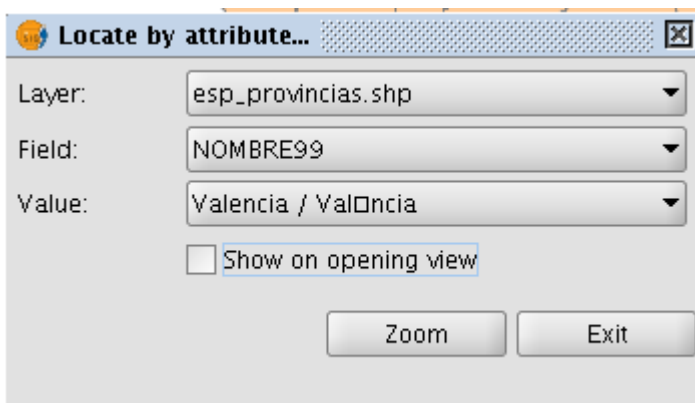 Locate by attribute...
Layer: esp_provincias.shp
Field: NOMBRE99
Value: Valencia / Val□ncia
Show on opening view
Zoom Exit